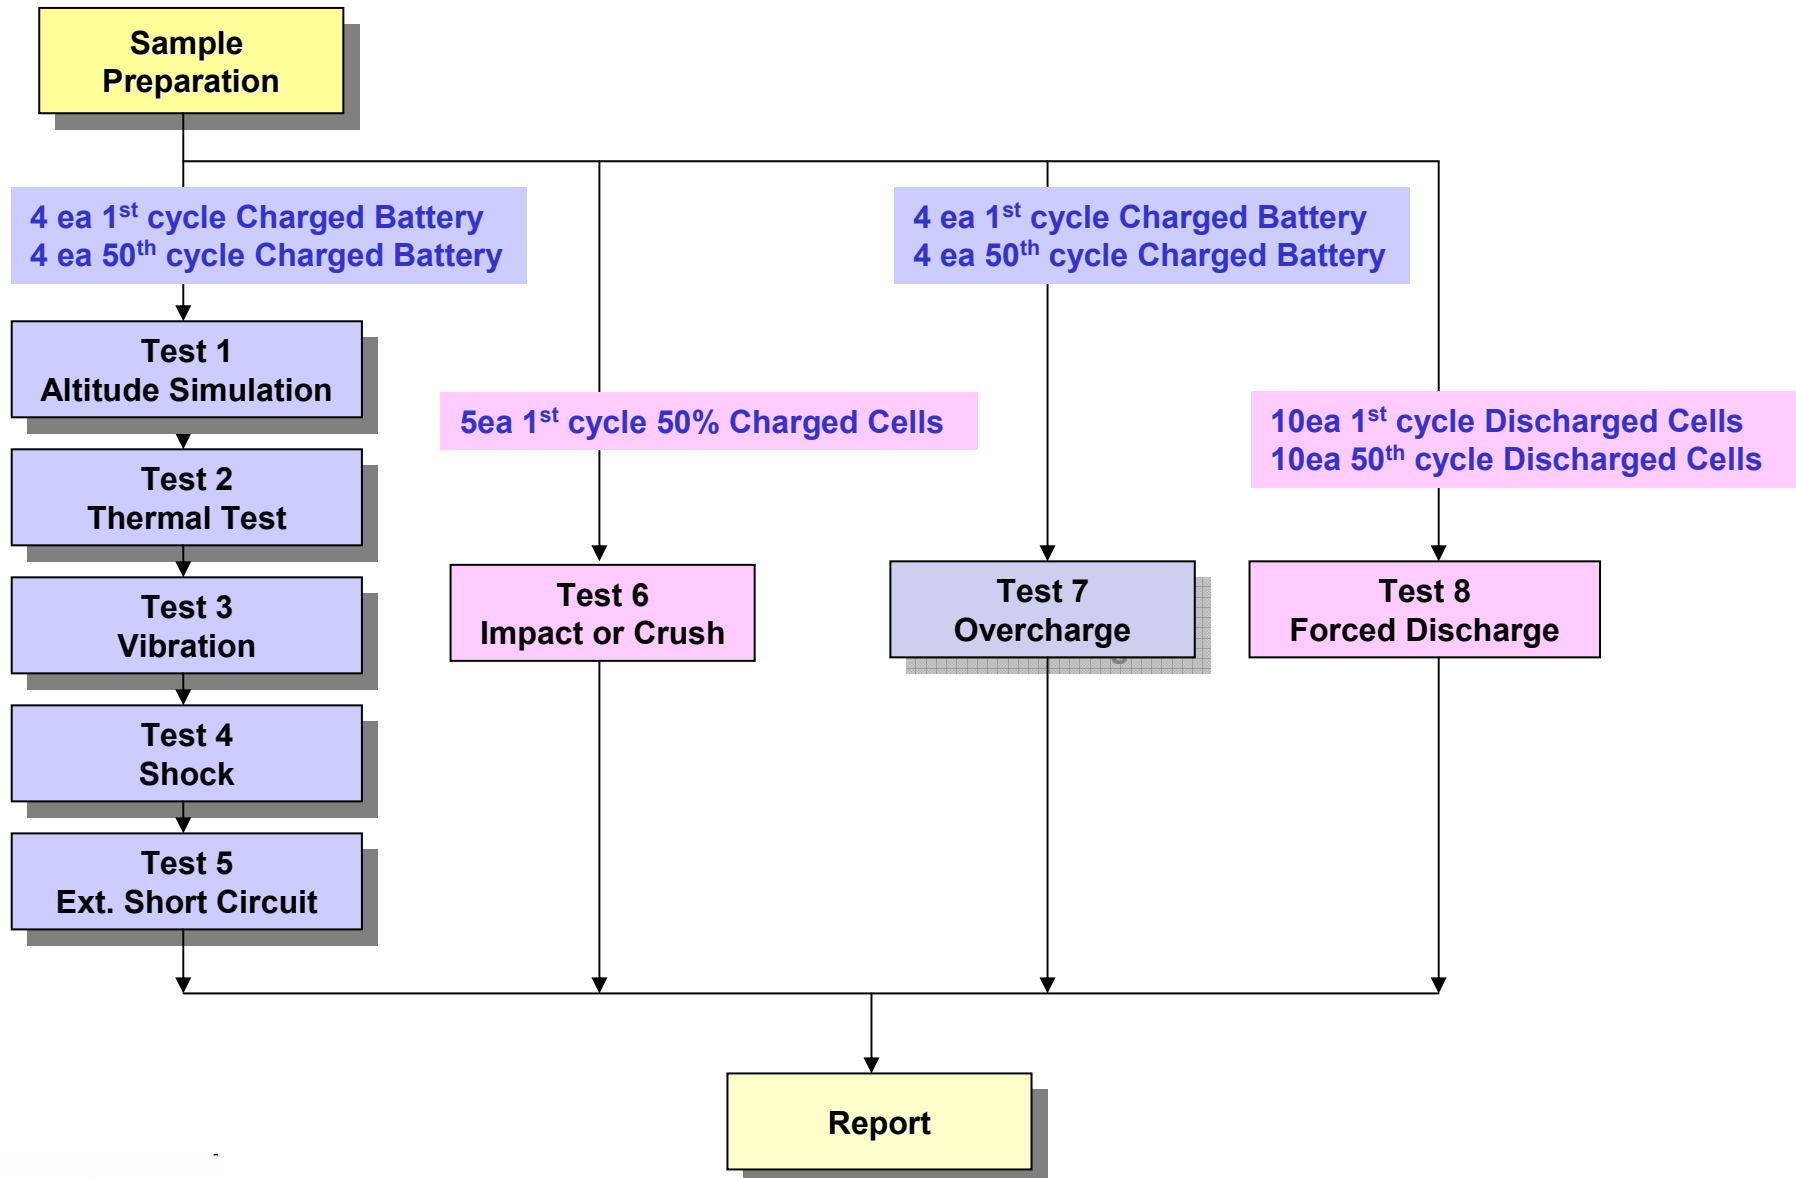 Sample
Preparation
4 ea 1st cycle Charged Battery
4 ea 50th cycle Charged Battery
4 ea 1st cycle Charged Battery
4 ea 50th cycle Charged Battery
Test 1
Altitude Simulation
5ea 1st cycle 50% Charged Cells
10ea 1st cycle Discharged Cells
10ea 50th cycle Discharged Cells
Test 2
Thermal Test
Test 3
Vibration
Test 6
Impact or Crush
Test 7
Overcharge
Test 8
Forced Discharge
Test 4
Shock
Test 5
Ext. Short Circuit
Report